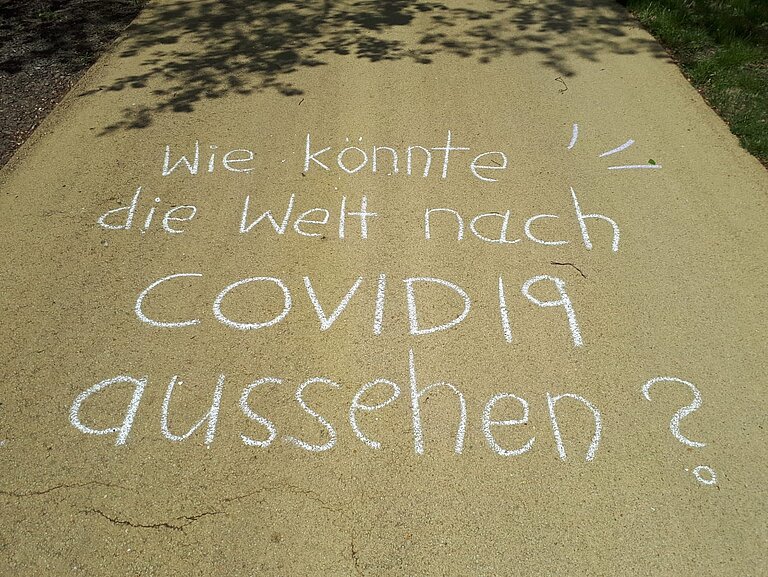 Wie könnte
die Welt nach
COVID19
aussehen?